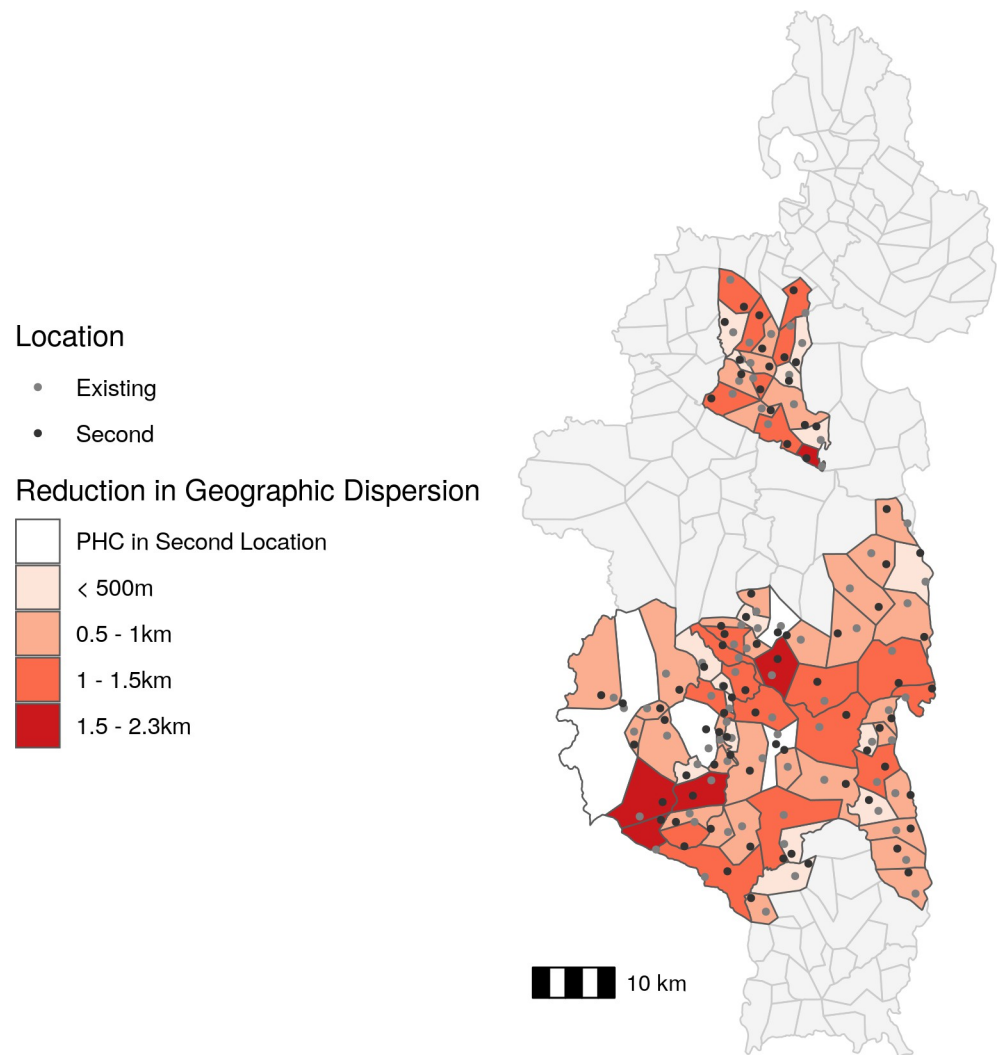 Location
Existing
Second
Reduction in Geographic Dispersion
PHC in Second Location
< 500m
0.5 - 1km
1 - 1.5km
1.5 - 2.3km
10 km